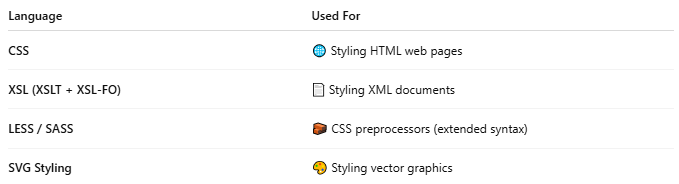 Language Used For
CSS 🌐 Styling HTML web pages
XSL (XSLT + XSL-FO) 📄 Styling XML documents
LESS / SASS 🧱 CSS preprocessors (extended syntax)
SVG Styling 🎨 Styling vector graphics